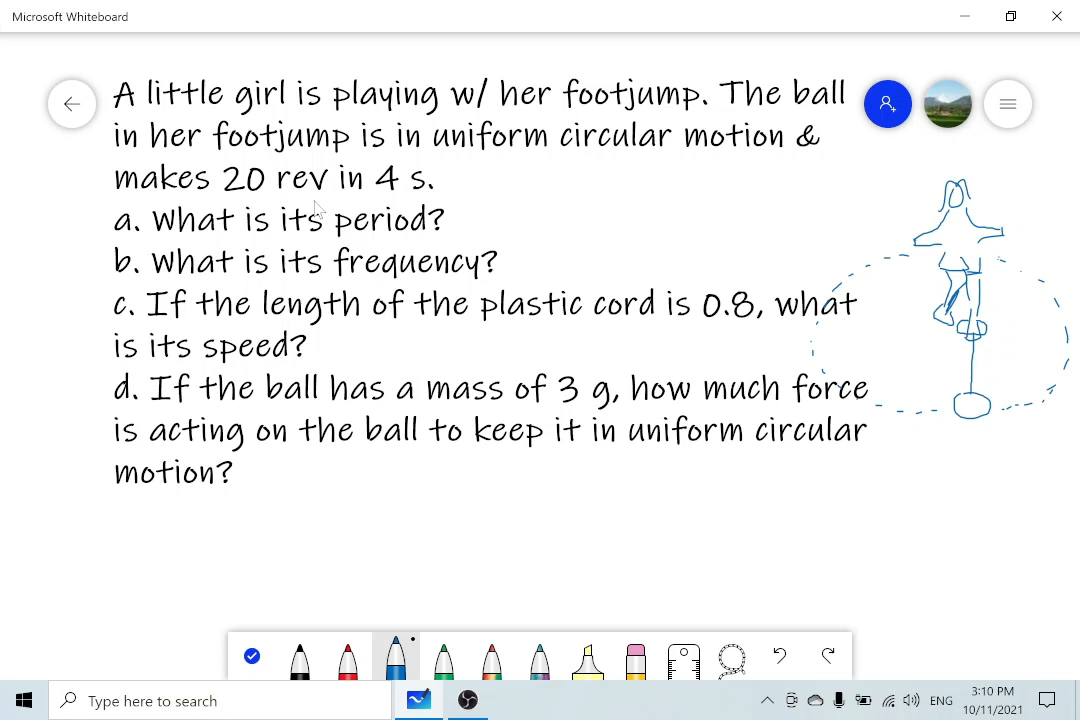 Microsoft Whiteboard
A little girl is playing w/ her footjump. The ball
in her footjump is in uniform circular motion &
makes 20 rev in 4 s.
a. What is its period?
b. What is its frequency?
c. If the length of the plastic cord is 0.8, what
is its speed?
d. If the ball has a mass of 3 g, how much force
is acting on the ball to keep it in uniform circular
motion?
Type here to search
ENG
3:10 PM
10/11/2021